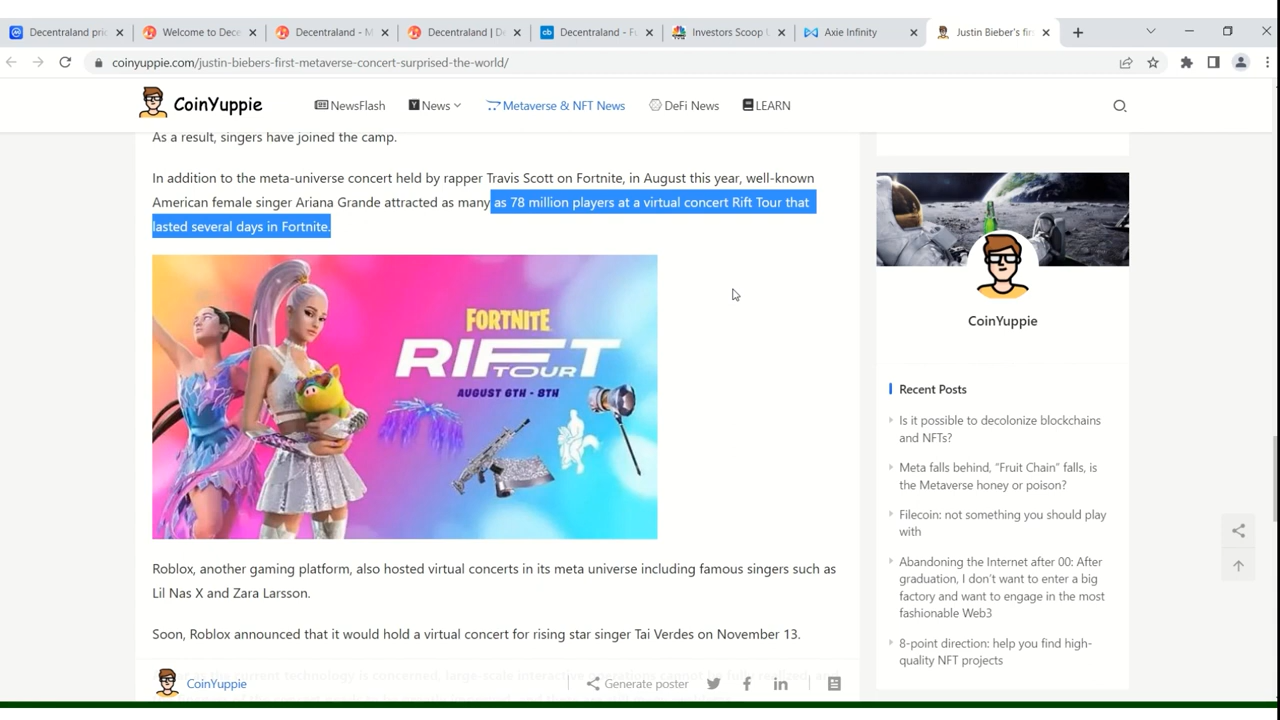 Decentraland pric
Welcome to Dece
Decentraland - M
Decentraland | De
Decentraland - Fu
Investors Scoop U
Axie Infinity
Justin Bieber's firs
coinyuppie.com/justin-biebers-first-metaverse-concert-surprised-the-world/
CoinYuppie
NewsFlash
News
Metaverse & NFT News
DeFi News
LEARN
As a result, singers have joined the camp.
In addition to the meta-universe concert held by rapper Travis Scott on Fortnite, in August this year, well-known
American female singer Ariana Grande attracted as many as 78 million players at a virtual concert Rift Tour that
lasted several days in Fortnite.
FORTNITE
RIFT
TOUR
AUGUST 6TH - 8TH
Roblox, another gaming platform, also hosted virtual concerts in its meta universe including famous singers such as
Lil Nas X and Zara Larsson.
Soon, Roblox announced that it would hold a virtual concert for rising star singer Tai Verdes on November 13.
CoinYuppie
Generate poster
CoinYuppie
Recent Posts
Is it possible to decolonize blockchains
and NFTs?
Meta falls behind, "Fruit Chain" falls, is
the Metaverse honey or poison?
Filecoin: not something you should play
with
Abandoning the Internet after 00: After
graduation, I don't want to enter a big
factory and want to engage in the most
fashionable Web3
8-point direction: help you find high-
quality NFT projects